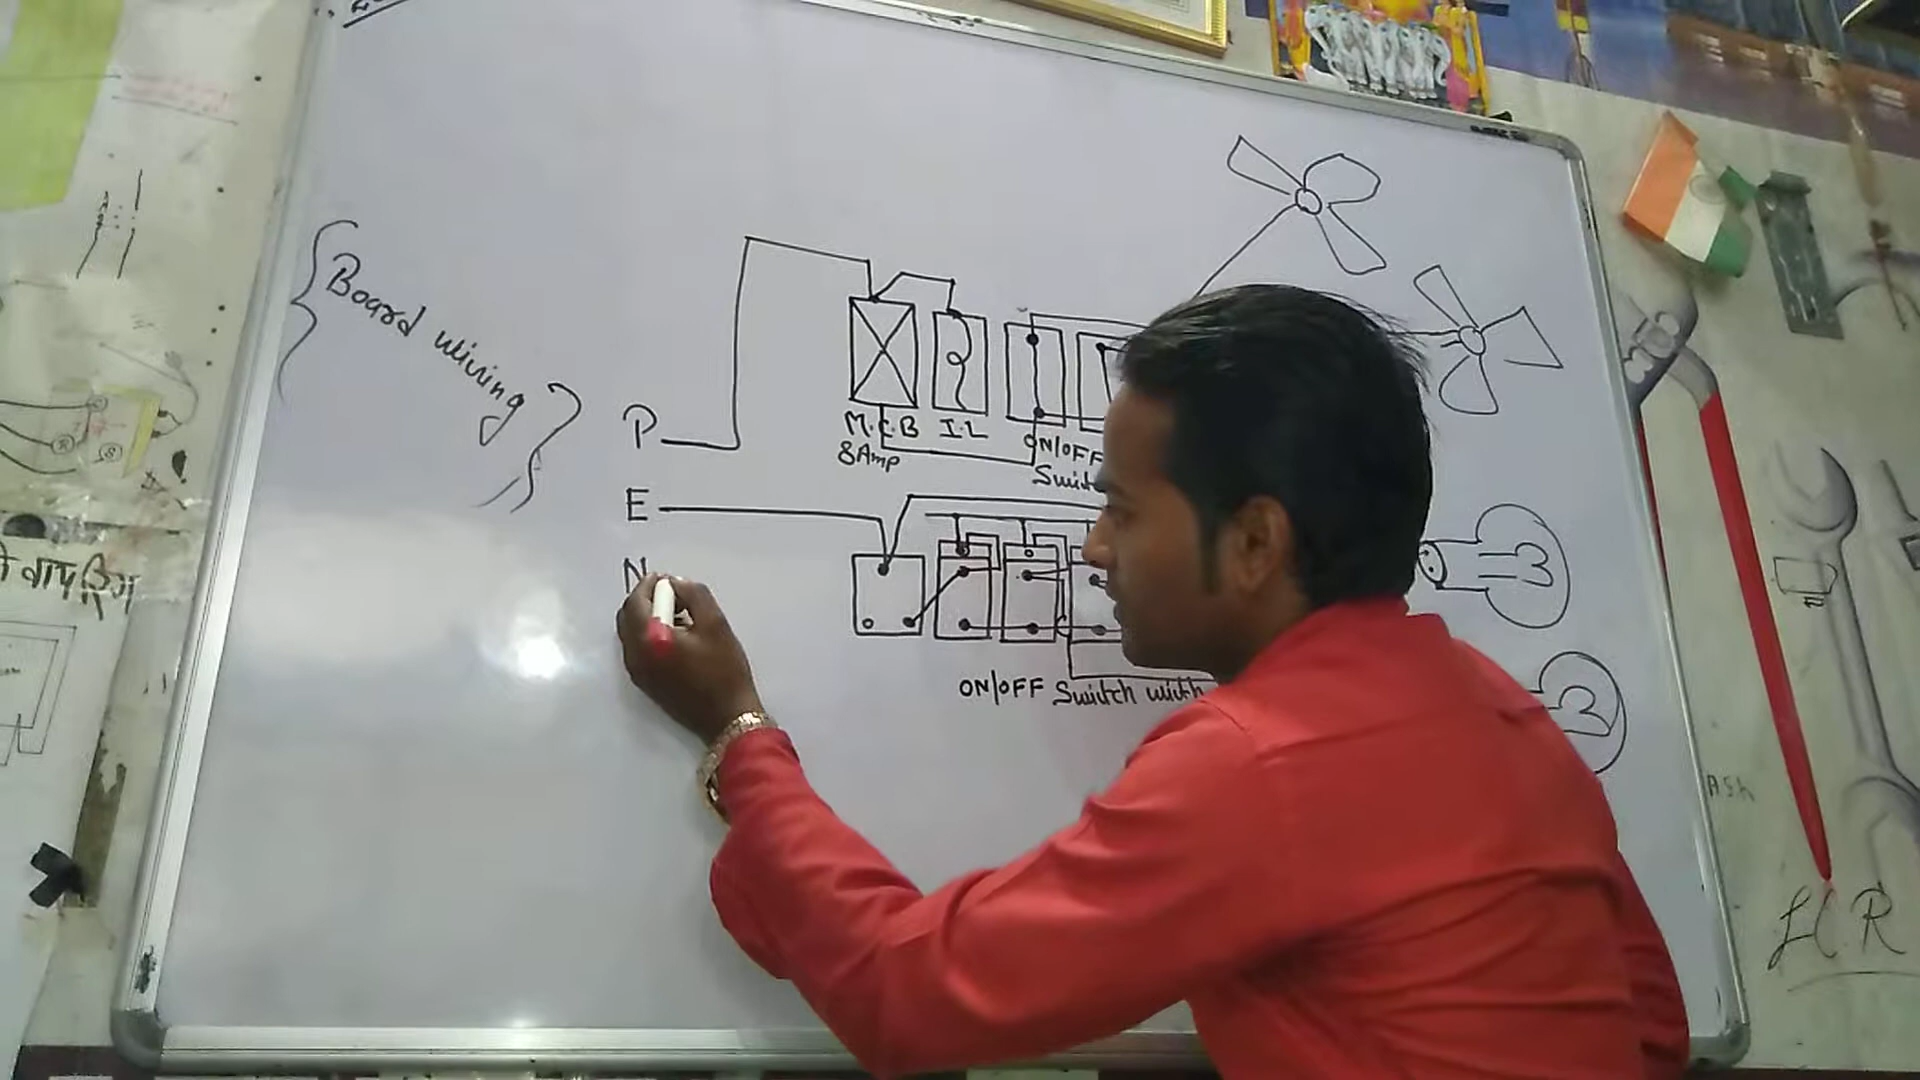 Board wiring
P
M.C.B I.L
8Amp
ON/OFF
E
N
ON/OFF Switch with
R
S
L C R